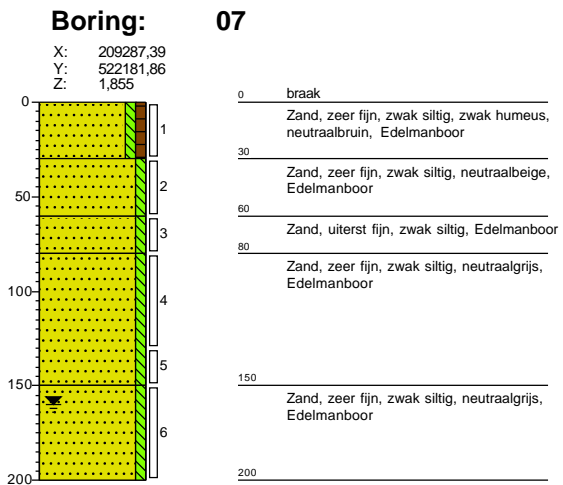 Boring: 07
X: 209287,39
Y: 522181,86
Z: 1,855
0
50
100
150
200
1
2
3
4
5
6
0 braak
Zand, zeer fijn, zwak siltig, zwak humeus,
neutraalbruin, Edelmanboor
30
Zand, zeer fijn, zwak siltig, neutraalbeige,
Edelmanboor
60
Zand, uiterst fijn, zwak siltig, Edelmanboor
80
Zand, zeer fijn, zwak siltig, neutraalgrijs,
Edelmanboor
150
Zand, zeer fijn, zwak siltig, neutraalgrijs,
Edelmanboor
200